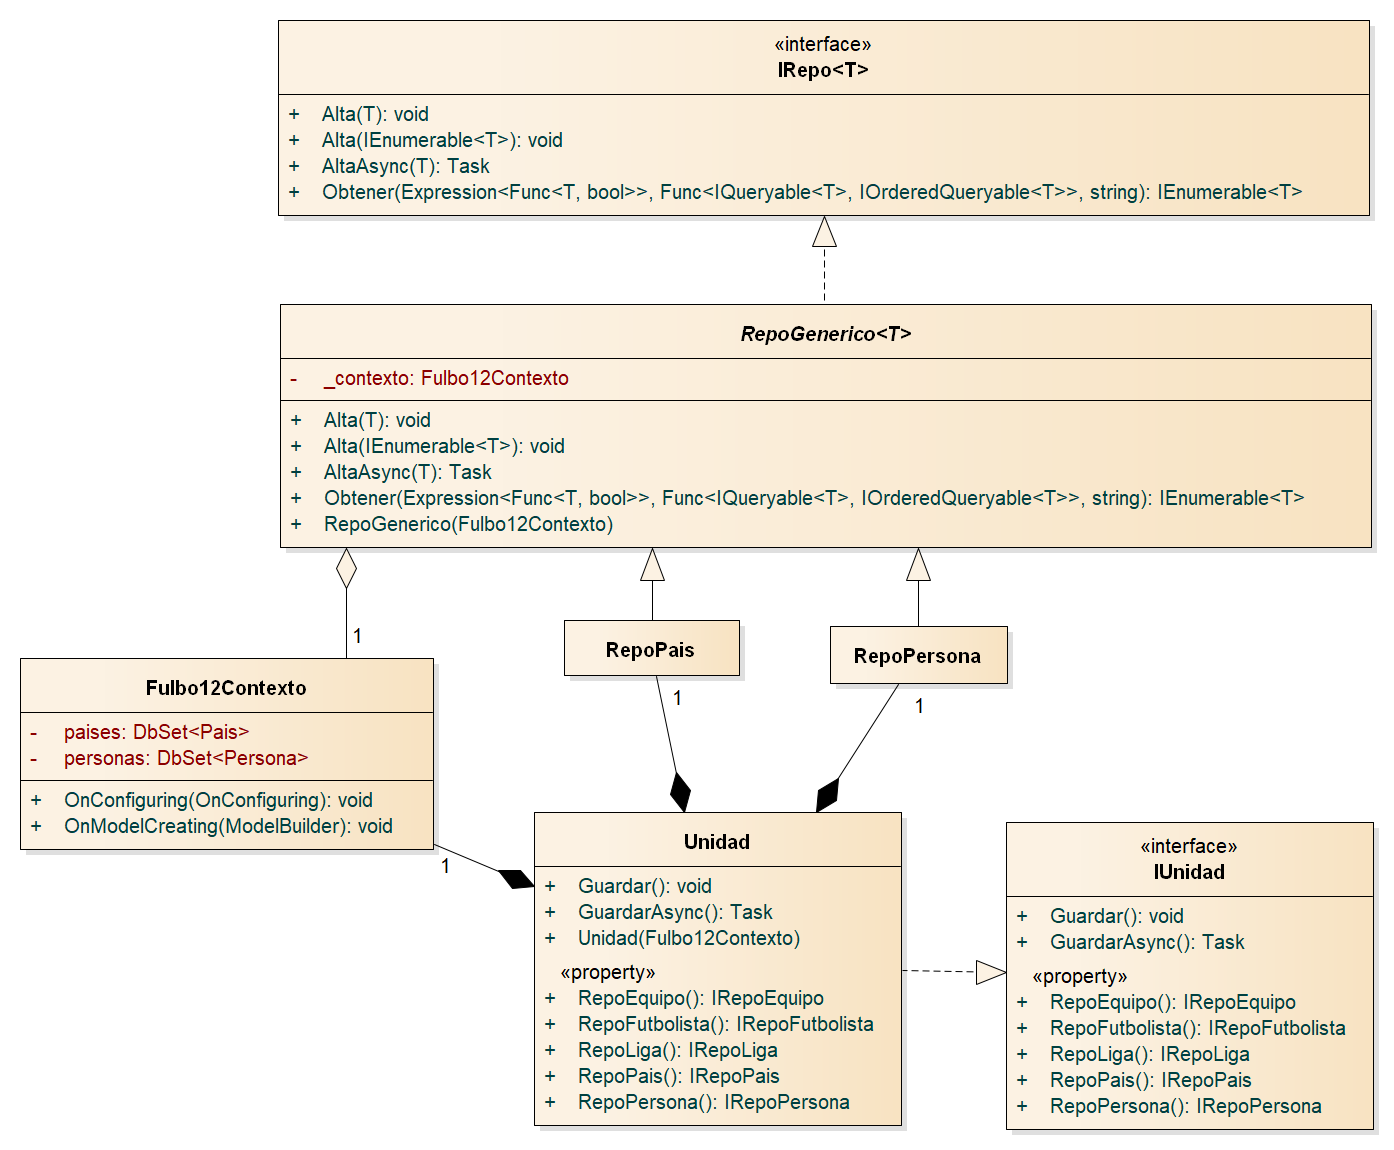 «interface»
IRepo<T>
+ Alta(T): void
+ Alta(IEnumerable<T>): void
+ AltaAsync(T): Task
+ Obtener(Expression<Func<T, bool>>, Func<IQueryable<T>, IOrderedQueryable<T>>, string): IEnumerable<T>
RepoGenerico<T>
- _contexto: Fulbo12Contexto
+ Alta(T): void
+ Alta(IEnumerable<T>): void
+ AltaAsync(T): Task
+ Obtener(Expression<Func<T, bool>>, Func<IQueryable<T>, IOrderedQueryable<T>>, string): IEnumerable<T>
+ RepoGenerico(Fulbo12Contexto)
1
RepoPais
1
RepoPersona
1
Fulbo12Contexto
- paises: DbSet<Pais>
- personas: DbSet<Persona>
+ OnConfiguring(OnConfiguring): void
+ OnModelCreating(ModelBuilder): void
1
Unidad
+ Guardar(): void
+ GuardarAsync(): Task
+ Unidad(Fulbo12Contexto)
«property»
+ RepoEquipo(): IRepoEquipo
+ RepoFutbolista(): IRepoFutbolista
+ RepoLiga(): IRepoLiga
+ RepoPais(): IRepoPais
+ RepoPersona(): IRepoPersona
«interface»
IUnidad
+ Guardar(): void
+ GuardarAsync(): Task
«property»
+ RepoEquipo(): IRepoEquipo
+ RepoFutbolista(): IRepoFutbolista
+ RepoLiga(): IRepoLiga
+ RepoPais(): IRepoPais
+ RepoPersona(): IRepoPersona